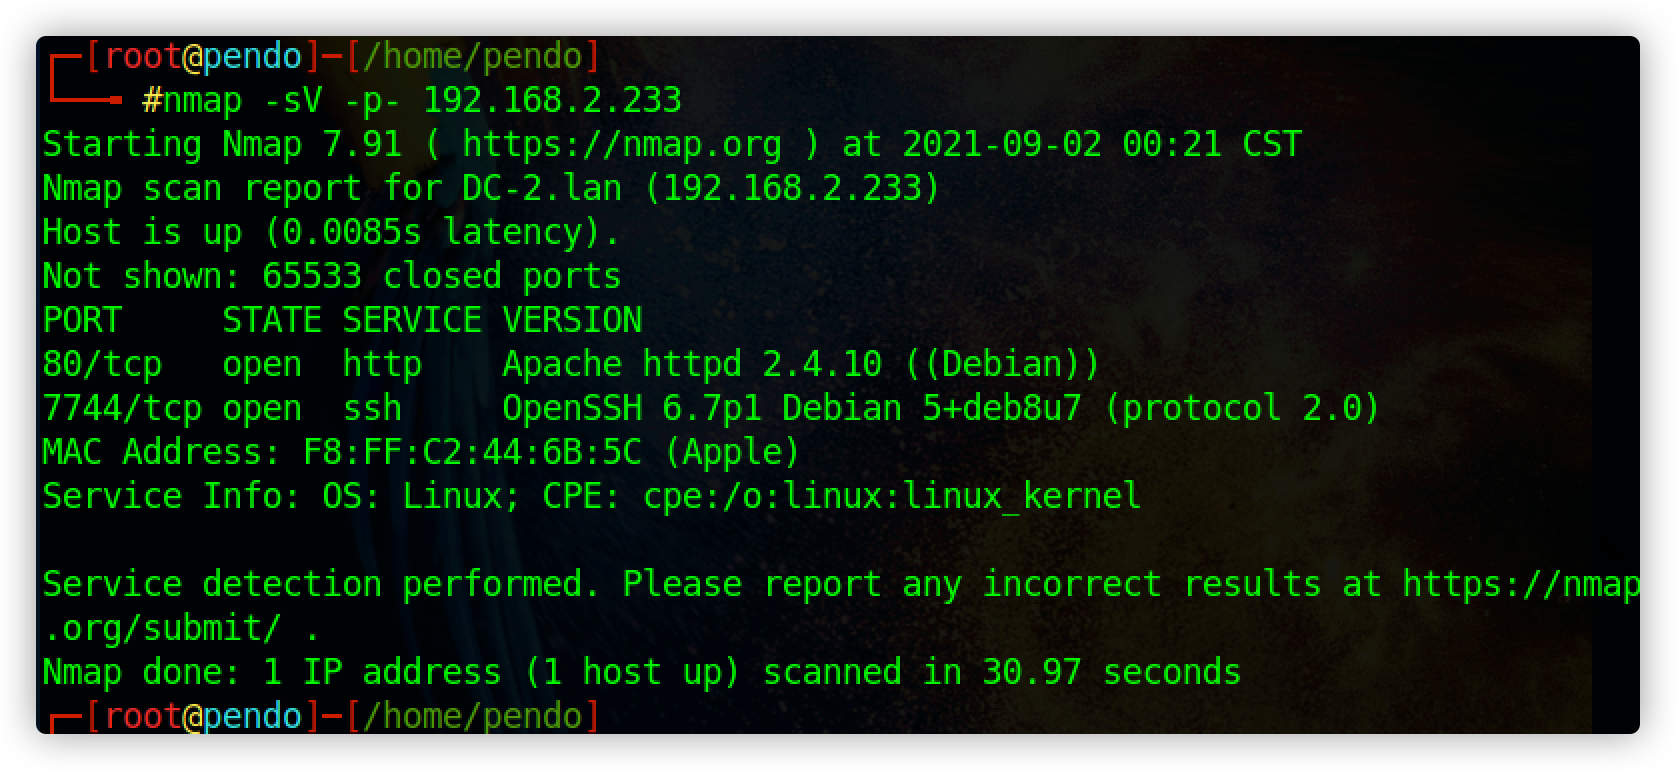 ┌─[root@pendo]─[/home/pendo]
└──╼ #nmap -sV -p- 192.168.2.233
Starting Nmap 7.91 ( https://nmap.org ) at 2021-09-02 00:21 CST
Nmap scan report for DC-2.lan (192.168.2.233)
Host is up (0.0085s latency).
Not shown: 65533 closed ports
PORT     STATE SERVICE VERSION
80/tcp   open  http    Apache httpd 2.4.10 ((Debian))
7744/tcp open  ssh     OpenSSH 6.7p1 Debian 5+deb8u7 (protocol 2.0)
MAC Address: F8:FF:C2:44:6B:5C (Apple)
Service Info: OS: Linux; CPE: cpe:/o:linux:linux_kernel

Service detection performed. Please report any incorrect results at https://nmap
.org/submit/ .
Nmap done: 1 IP address (1 host up) scanned in 30.97 seconds
┌─[root@pendo]─[/home/pendo]